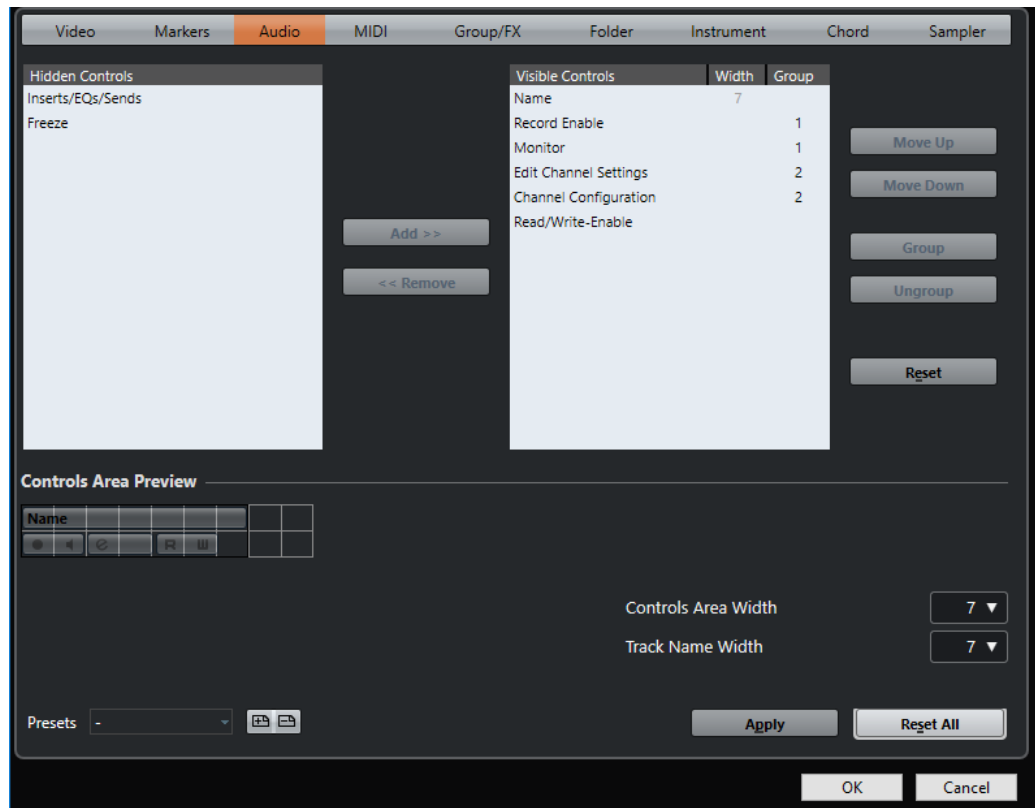 Video Markers Audio MIDI Group/FX Folder Instrument Chord Sampler
Hidden Controls
Inserts/EQs/Sends
Freeze
Add >>
<< Remove
Visible Controls Width Group
Name 7
Record Enable 1
Monitor 1
Edit Channel Settings 2
Channel Configuration 2
Read/Write-Enable
Move Up
Move Down
Group
Ungroup
Reset
Controls Area Preview
Name
e R W
Controls Area Width 7
Track Name Width 7
Presets -
Apply
Reset All
OK
Cancel